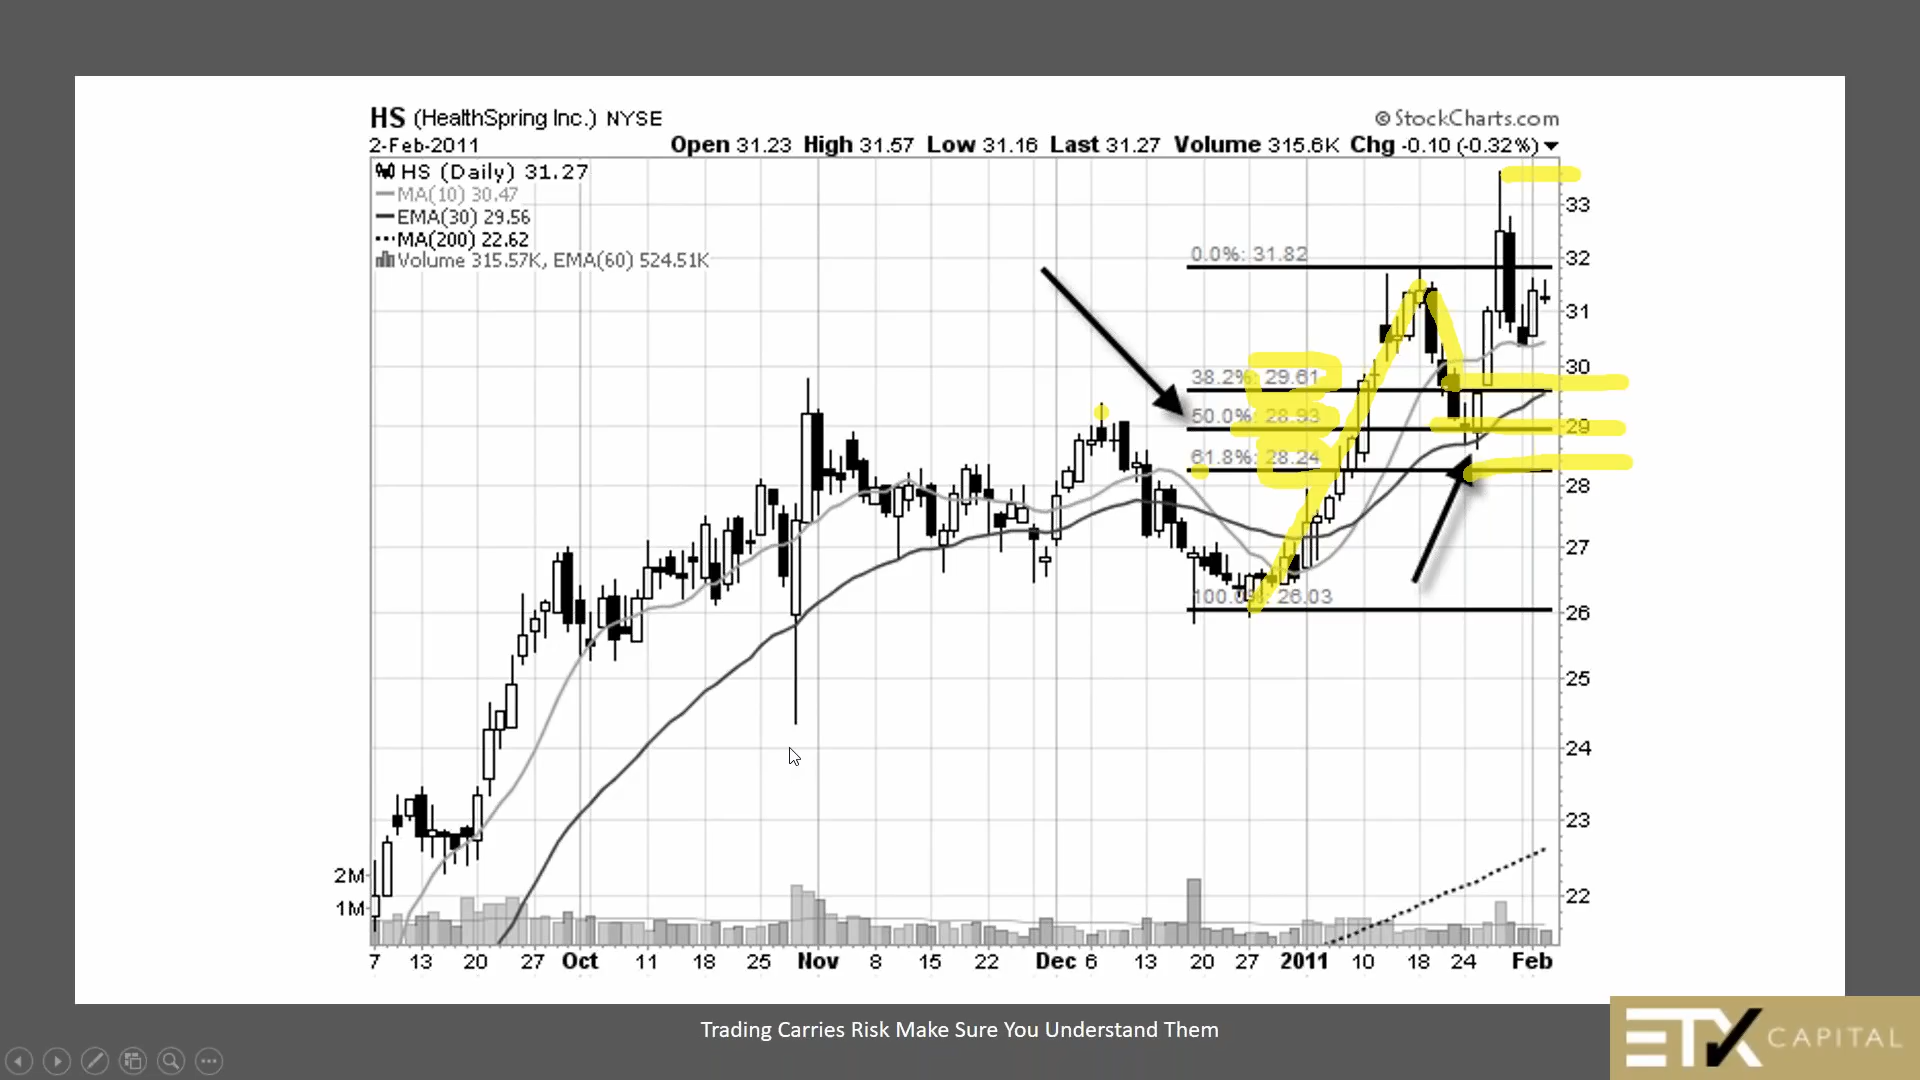 HS (HealthSpring Inc.) NYSE
© StockCharts.com
2-Feb-2011
Open 31.23 High 31.57 Low 31.16 Last 31.27 Volume 315.6K Chg -0.10 (-0.32%)
HS (Daily) 31.27
MA(10) 30.47
EMA(30) 29.56
MA(200) 22.62
Volume 315.57K, EMA(60) 524.51K
0.0%: 31.82
38.2%: 29.61
50.0%: 28.93
61.8%: 28.24
100.0%: 26.03
33
32
31
30
29
28
27
26
25
24
23
22
2M
1M
7 13 20 27 Oct 11 18 25 Nov 8 15 22 Dec 6 13 20 27 2011 10 18 24 Feb
Trading Carries Risk Make Sure You Understand Them
ETX CAPITAL